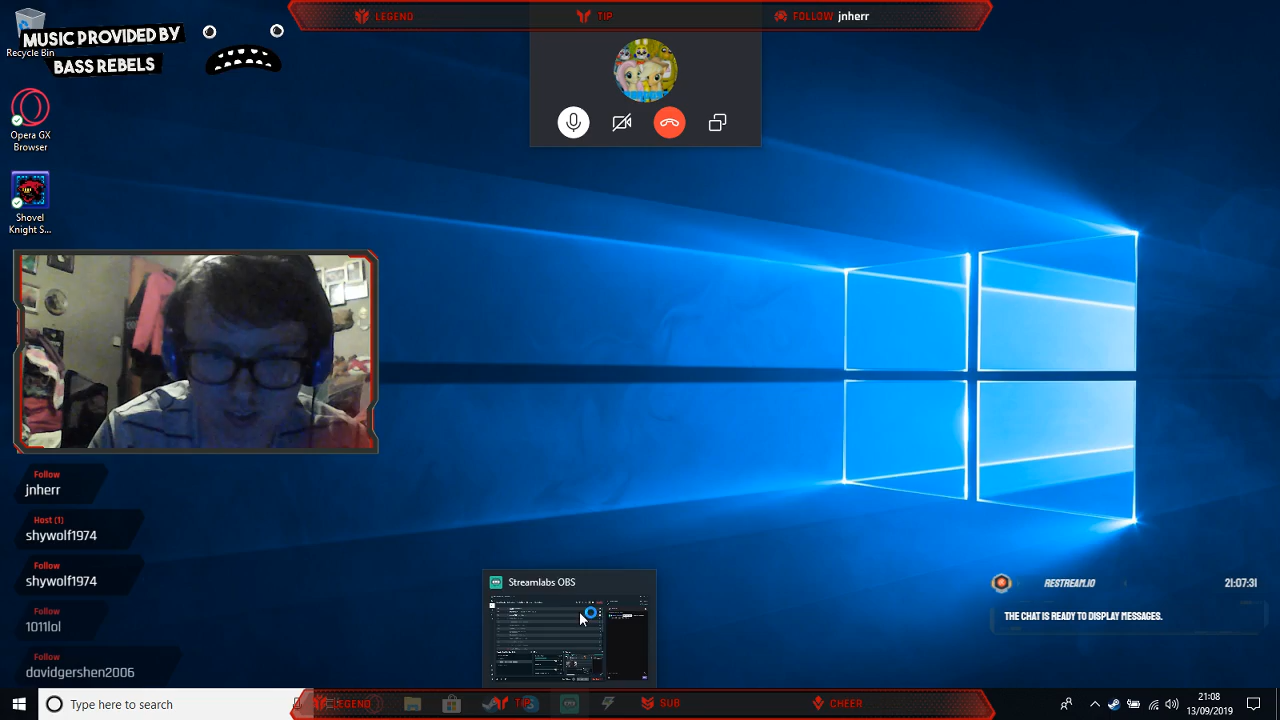 LEGEND
TIP
FOLLOW jnherr
MUSIC PROVIDED BY
BASS REBELS
Recycle Bin
Opera GX
Browser
Shovel
Knight S...
Follow
jnherr
Host (1)
shywolf1974
Follow
shywolf1974
Follow
1011lol
Follow
davidgershen2006
Streamlabs OBS
RESTREAM.IO
21:07:31
THE CHAT IS READY TO DISPLAY MESSAGES.
Type here to search
LEGEND
TIP
SUB
CHEER
21:08
13/09/2019